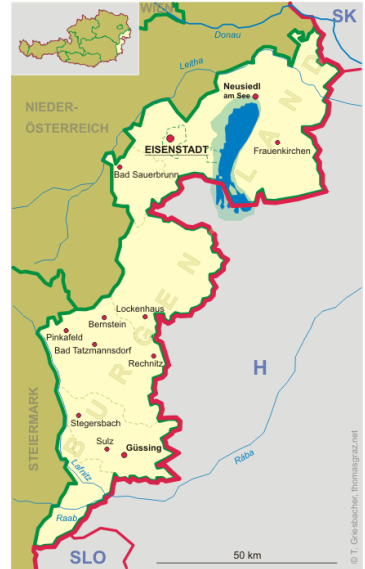 WIEN
SK
Donau
Leitha
Neusiedl
am See
NIEDER-
ÖSTERREICH
EISENSTADT
Frauenkirchen
Bad Sauerbrunn
BURGENLAND
Lockenhaus
Bernstein
Pinkafeld
Bad Tatzmannsdorf
Rechnitz
H
STEIERMARK
Stegersbach
Sulz
Güssing
Lafnitz
Rába
Raab
SLO
50 km
© T. Griesbacher, thomasgraz.net